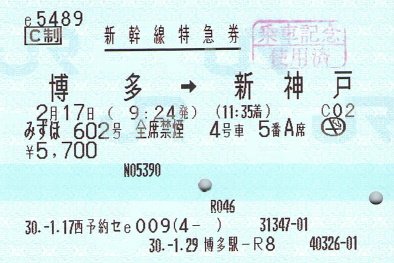 e5489
C制 新幹線特急券
乗車記念
使用済
博多 → 新神戸
2月17日 ( 9:24発) (11:35着) C02
みずほ 602号 全席禁煙 4号車 5番A席
¥5,700
N05390
R046
30.-1.17西予約セe009(4- ) 31347-01
30.-1.29 博多駅-R8 40326-01